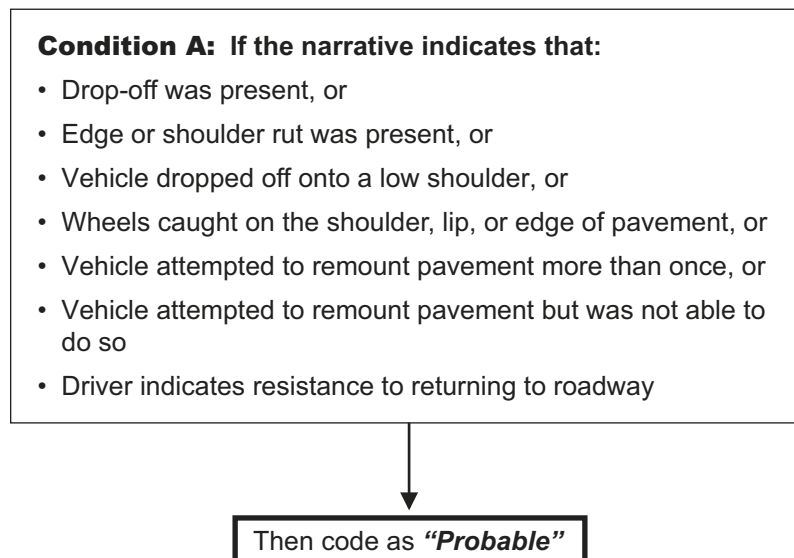 Condition A: If the narrative indicates that:
• Drop-off was present, or
• Edge or shoulder rut was present, or
• Vehicle dropped off onto a low shoulder, or
• Wheels caught on the shoulder, lip, or edge of pavement, or
• Vehicle attempted to remount pavement more than once, or
• Vehicle attempted to remount pavement but was not able to
do so
• Driver indicates resistance to returning to roadway
Then code as “Probable”